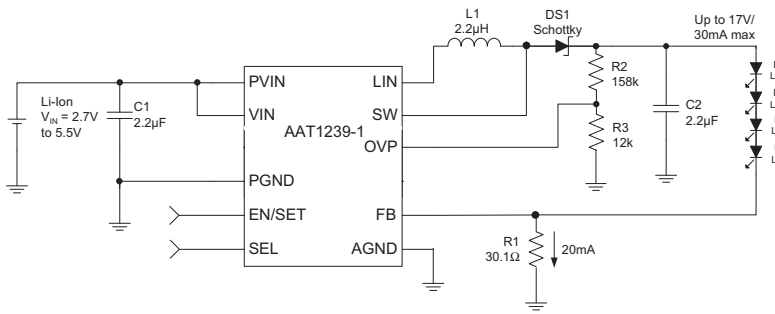 L1
2.2μH
DS1
Schottky
Up to 17V/
30mA max
PVIN
VIN
PGND
EN/SET
SEL
AAT1239-1
LIN
SW
OVP
FB
AGND
Li-Ion
V_IN = 2.7V
to 5.5V
C1
2.2μF
R2
158k
R3
12k
C2
2.2μF
R1
30.1Ω
20mA